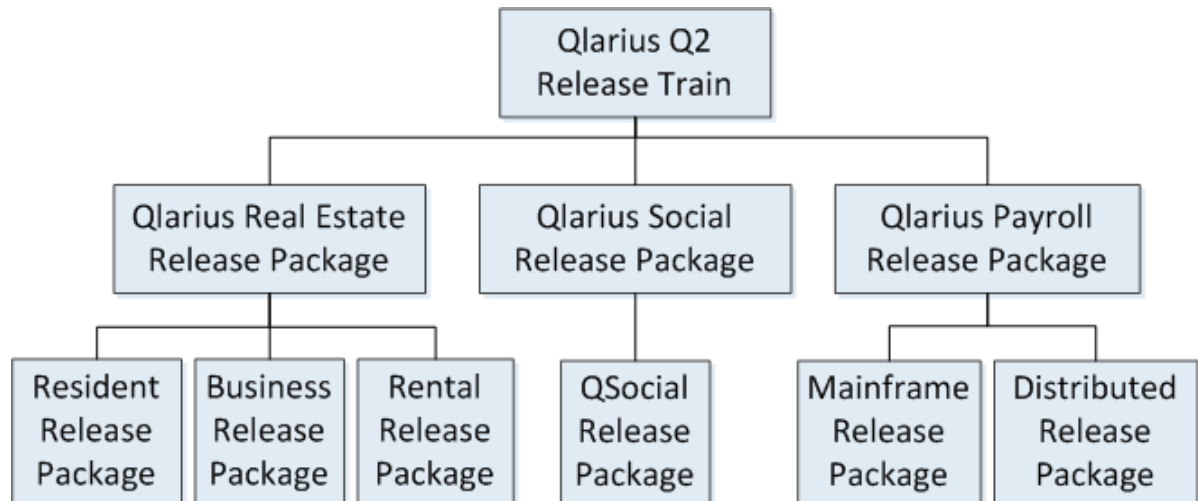 Qlarius Q2
Release Train
Qlarius Real Estate
Release Package
Qlarius Social
Release Package
Qlarius Payroll
Release Package
Resident
Release
Package
Business
Release
Package
Rental
Release
Package
QSocial
Release
Package
Mainframe
Release
Package
Distributed
Release
Package